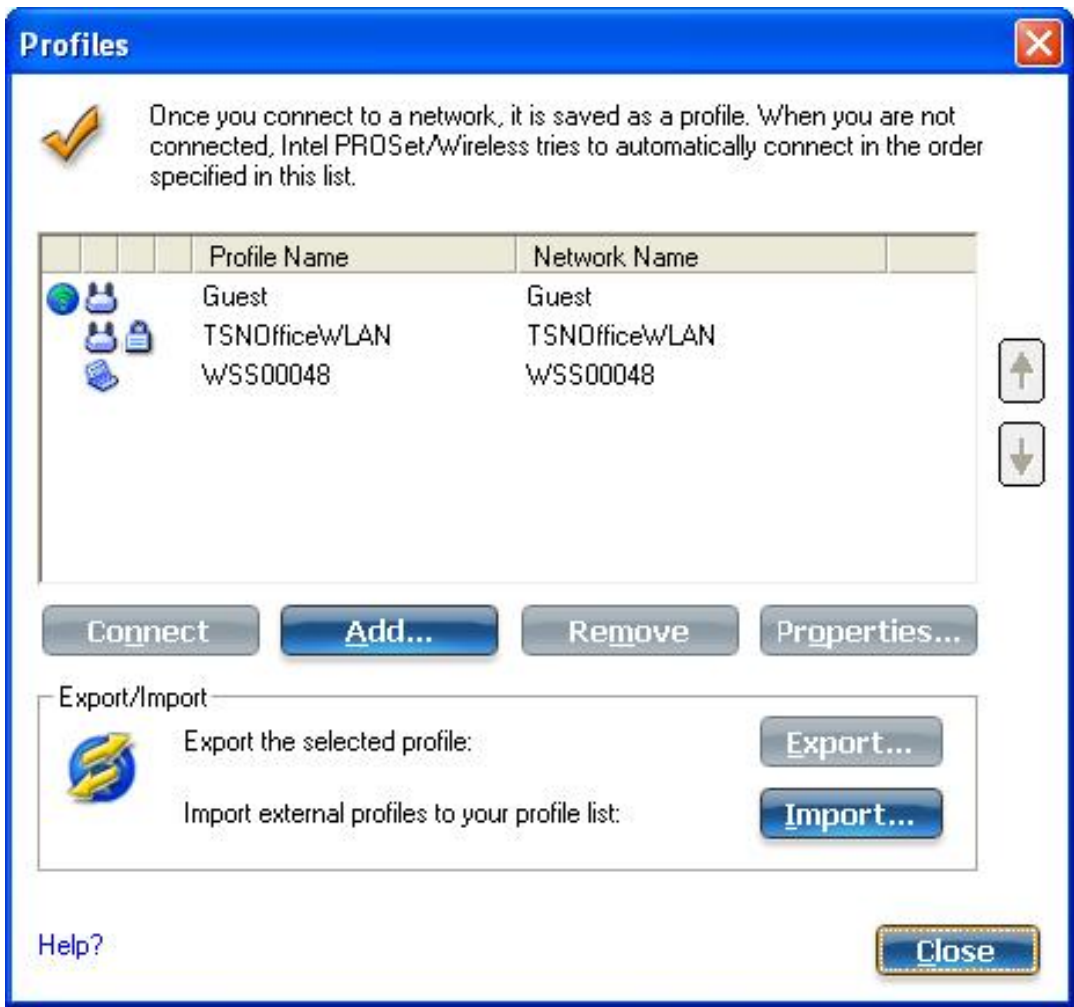 Profiles
Once you connect to a network, it is saved as a profile. When you are not
connected, Intel PROSet/Wireless tries to automatically connect in the order
specified in this list.
Profile Name Network Name
Guest Guest
TSNOfficeWLAN TSNOfficeWLAN
WSS00048 WSS00048
Connect Add... Remove Properties...
Export/Import
Export the selected profile: Export...
Import external profiles to your profile list: Import...
Help? Close